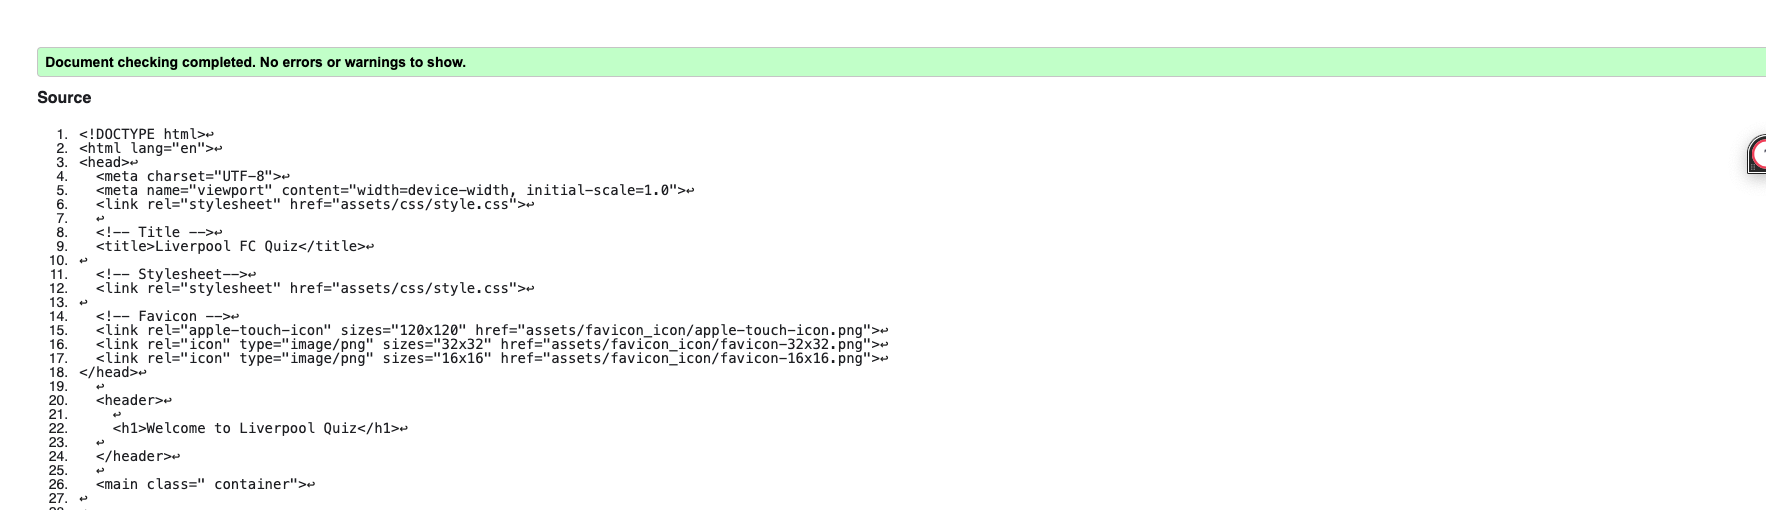 Document checking completed. No errors or warnings to show.
Source
1. <!DOCTYPE html>↩
2. <html lang="en">↩
3. <head>↩
4.   <meta charset="UTF-8">↩
5.   <meta name="viewport" content="width=device-width, initial-scale=1.0">↩
6.   <link rel="stylesheet" href="assets/css/style.css">↩
7.   ↩
8.   <!-- Title -->↩
9.   <title>Liverpool FC Quiz</title>↩
10. ↩
11.   <!-- Stylesheet-->↩
12.   <link rel="stylesheet" href="assets/css/style.css">↩
13. ↩
14.   <!-- Favicon -->↩
15.   <link rel="apple-touch-icon" sizes="120x120" href="assets/favicon_icon/apple-touch-icon.png">↩
16.   <link rel="icon" type="image/png" sizes="32x32" href="assets/favicon_icon/favicon-32x32.png">↩
17.   <link rel="icon" type="image/png" sizes="16x16" href="assets/favicon_icon/favicon-16x16.png">↩
18. </head>↩
19.   ↩
20.   <header>↩
21.     ↩
22.     <h1>Welcome to Liverpool Quiz</h1>↩
23.   ↩
24.   </header>↩
25.   ↩
26.   <main class=" container">↩
27. ↩